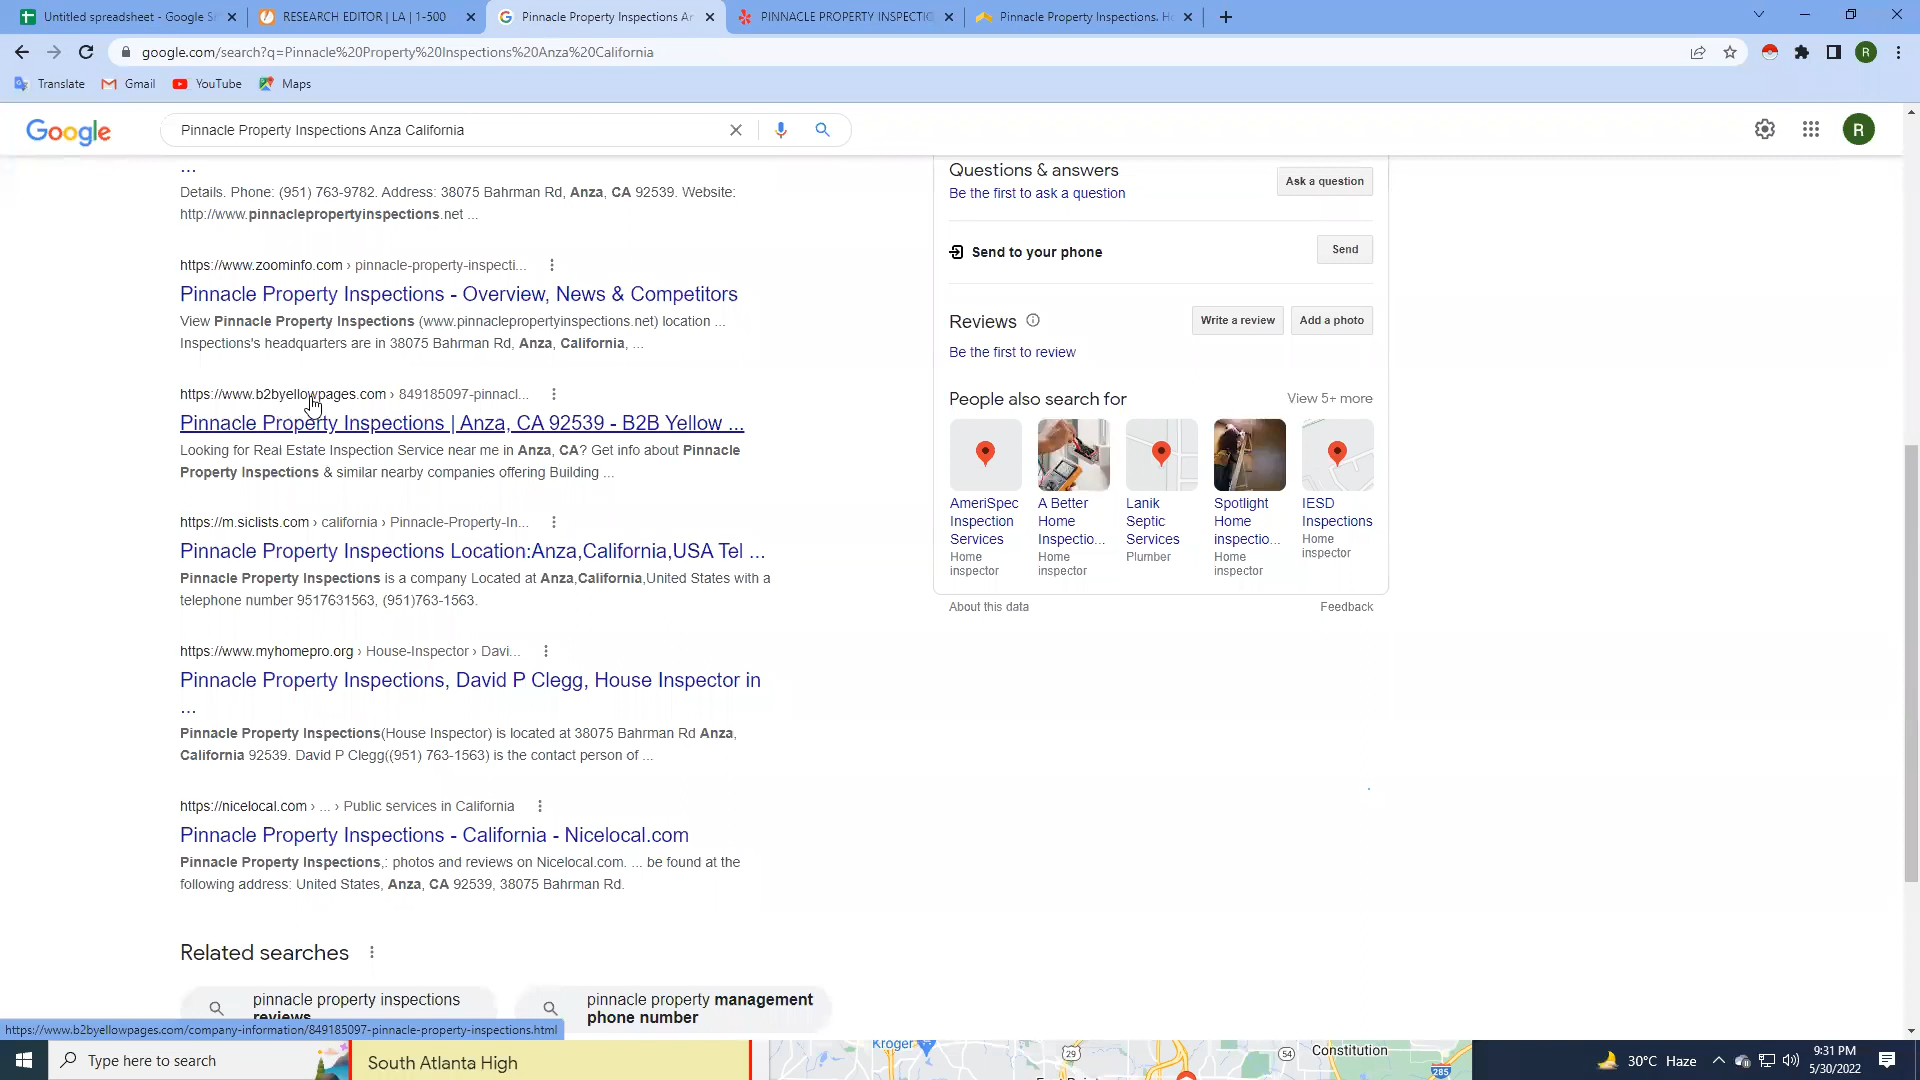 Untitled spreadsheet - Google S
RESEARCH EDITOR | LA | 1-500
Pinnacle Property Inspections An
PINNACLE PROPERTY INSPECTIO
Pinnacle Property Inspections. Ho
google.com/search?q=Pinnacle%20Property%20Inspections%20Anza%20California
R
Translate
Gmail
YouTube
Maps
Google
Pinnacle Property Inspections Anza California
R
...
Details. Phone: (951) 763-9782. Address: 38075 Bahrman Rd, Anza, CA 92539. Website:
http://www.pinnaclepropertyinspections.net ...
https://www.zoominfo.com › pinnacle-property-inspecti...
Pinnacle Property Inspections - Overview, News & Competitors
View Pinnacle Property Inspections (www.pinnaclepropertyinspections.net) location ...
Inspections's headquarters are in 38075 Bahrman Rd, Anza, California, ...
https://www.b2byellowpages.com › 849185097-pinnacl...
Pinnacle Property Inspections | Anza, CA 92539 - B2B Yellow ...
Looking for Real Estate Inspection Service near me in Anza, CA? Get info about Pinnacle
Property Inspections & similar nearby companies offering Building ...
https://m.siclists.com › california › Pinnacle-Property-In...
Pinnacle Property Inspections Location:Anza,California,USA Tel ...
Pinnacle Property Inspections is a company Located at Anza,California,United States with a
telephone number 9517631563, (951)763-1563.
https://www.myhomepro.org › House-Inspector › Davi...
Pinnacle Property Inspections, David P Clegg, House Inspector in
...
Pinnacle Property Inspections(House Inspector) is located at 38075 Bahrman Rd Anza,
California 92539. David P Clegg((951) 763-1563) is the contact person of ...
https://nicelocal.com › ... › Public services in California
Pinnacle Property Inspections - California - Nicelocal.com
Pinnacle Property Inspections,: photos and reviews on Nicelocal.com. ... be found at the
following address: United States, Anza, CA 92539, 38075 Bahrman Rd.
Related searches
pinnacle property inspections
reviews
pinnacle property management
phone number
Questions & answers
Be the first to ask a question
Ask a question
Send to your phone
Send
Reviews
Write a review
Add a photo
Be the first to review
People also search for
View 5+ more
AmeriSpec
Inspection
Services
Home
inspector
A Better
Home
Inspectio...
Home
inspector
Lanik
Septic
Services
Plumber
Spotlight
Home
inspectio...
Home
inspector
IESD
Inspections
Home
inspector
About this data
Feedback
https://www.b2byellowpages.com/company-information/849185097-pinnacle-property-inspections.html
Type here to search
South Atlanta High
Kroger
29
54
Constitution
285
30°C Haze
9:31 PM
5/30/2022